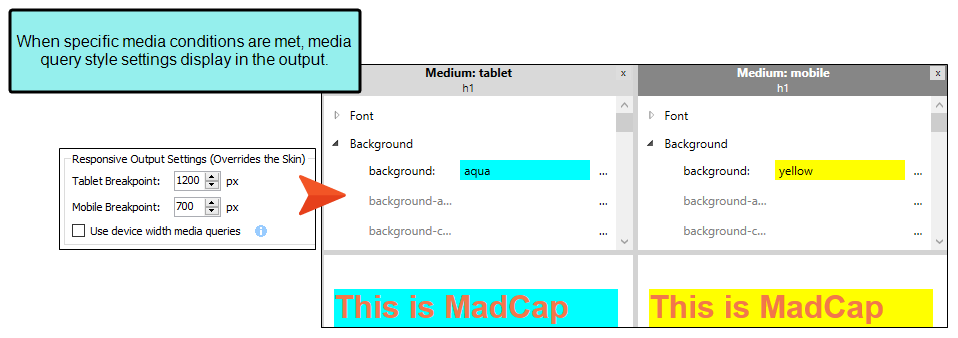 When specific media conditions are met, media
query style settings display in the output.
Responsive Output Settings (Overrides the Skin)
Tablet Breakpoint: 1200 px
Mobile Breakpoint: 700 px
Use device width media queries i
Medium: tablet x
h1
Font
Background
background: aqua ...
background-a... ...
background-c... ...
This is MadCap
Medium: mobile x
h1
Font
Background
background: yellow ...
background-a... ...
background-c... ...
This is MadCap